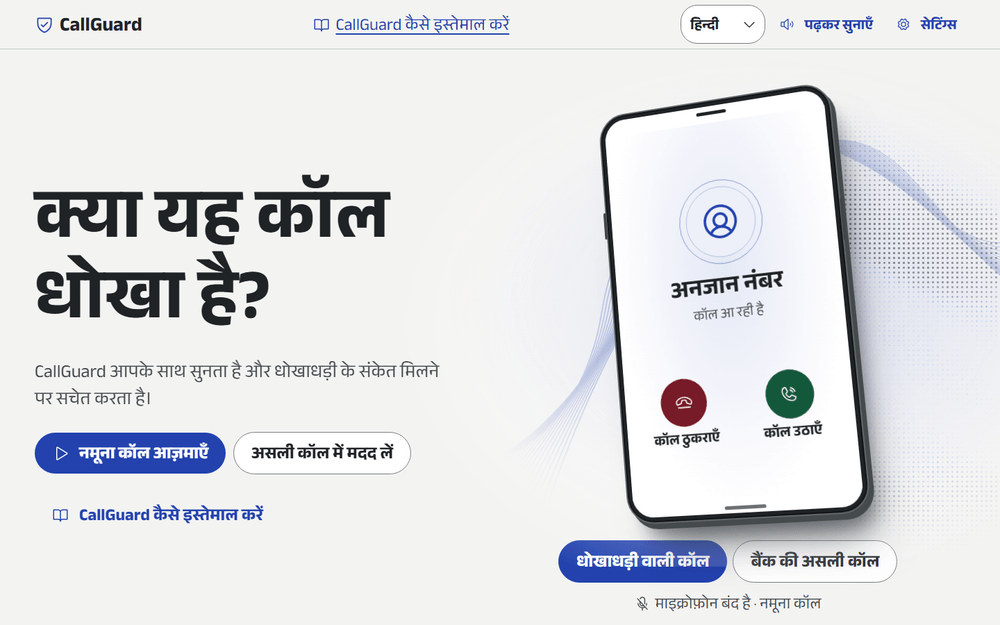 CallGuard
CallGuard कैसे इस्तेमाल करें
हिन्दी
पढ़कर सुनाएँ
सेटिंग्स
क्या यह कॉल
धोखा है?
CallGuard आपके साथ सुनता है और धोखाधड़ी के संकेत मिलने
पर सचेत करता है।
नमूना कॉल आज़माएँ
असली कॉल में मदद लें
CallGuard कैसे इस्तेमाल करें
अनजान नंबर
कॉल आ रही है
कॉल ठुकराएँ
कॉल उठाएँ
धोखाधड़ी वाली कॉल
बैंक की असली कॉल
माइक्रोफ़ोन बंद है · नमूना कॉल